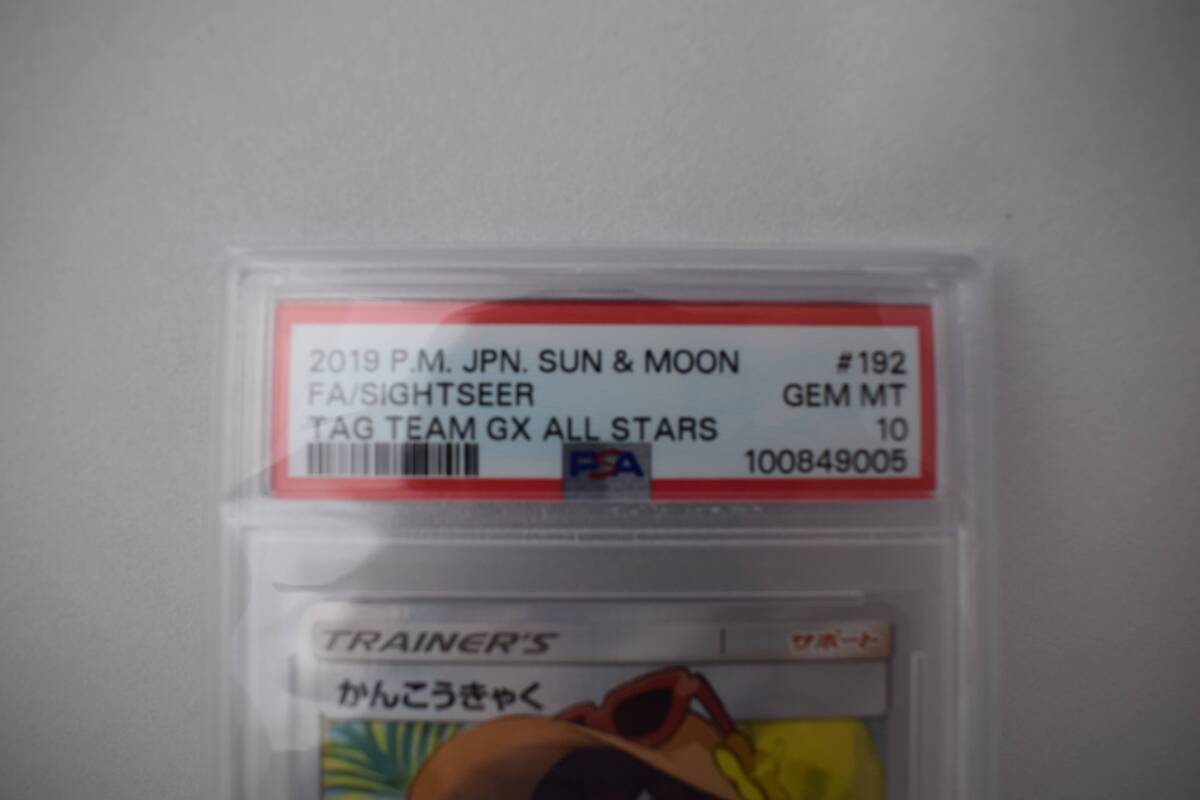 2019 P.M. JPN. SUN & MOON #192
FA/SIGHTSEER GEM MT
TAG TEAM GX ALL STARS 10
PSA 100849005
TRAINER'S サポート
かんこうきゃく